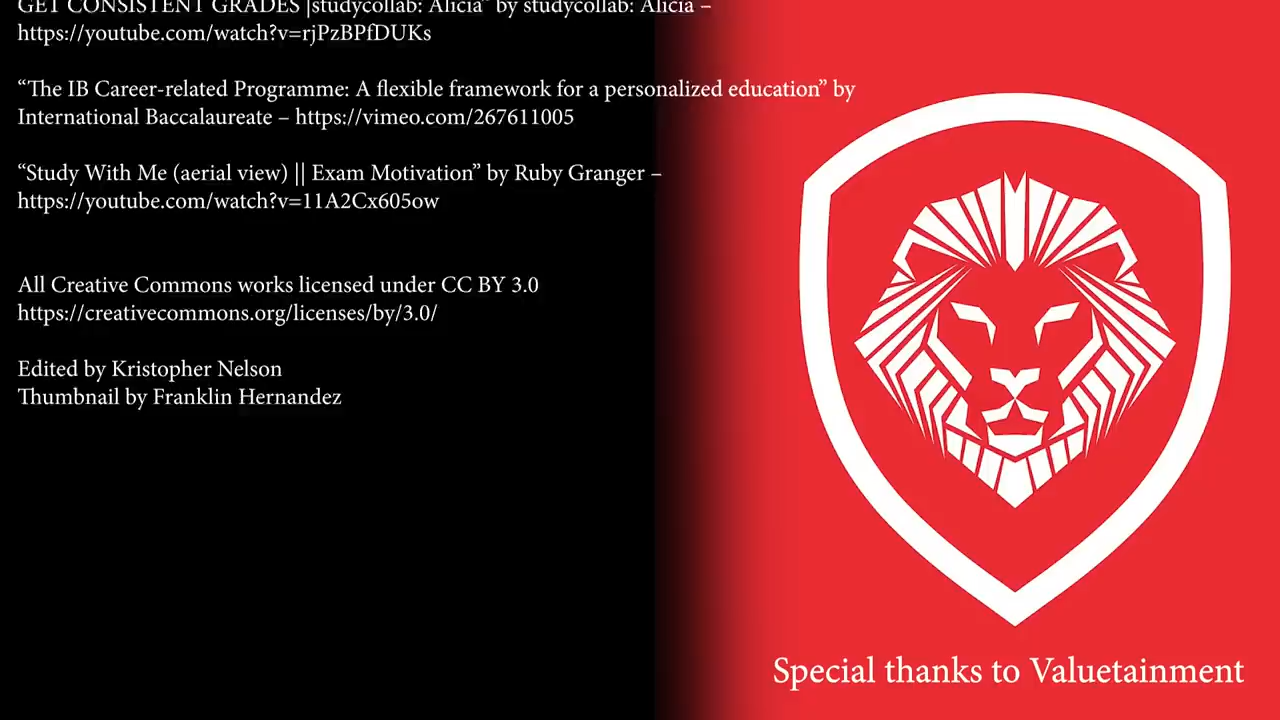 GET CONSISTENT GRADES |studycollab: Alicia” by studycollab: Alicia –
https://youtube.com/watch?v=rjPzBPfDUKs
“The IB Career-related Programme: A flexible framework for a personalized education” by
International Baccalaureate – https://vimeo.com/267611005
“Study With Me (aerial view) || Exam Motivation” by Ruby Granger –
https://youtube.com/watch?v=11A2Cx605ow
All Creative Commons works licensed under CC BY 3.0
https://creativecommons.org/licenses/by/3.0/
Edited by Kristopher Nelson
Thumbnail by Franklin Hernandez
Special thanks to Valuetainment